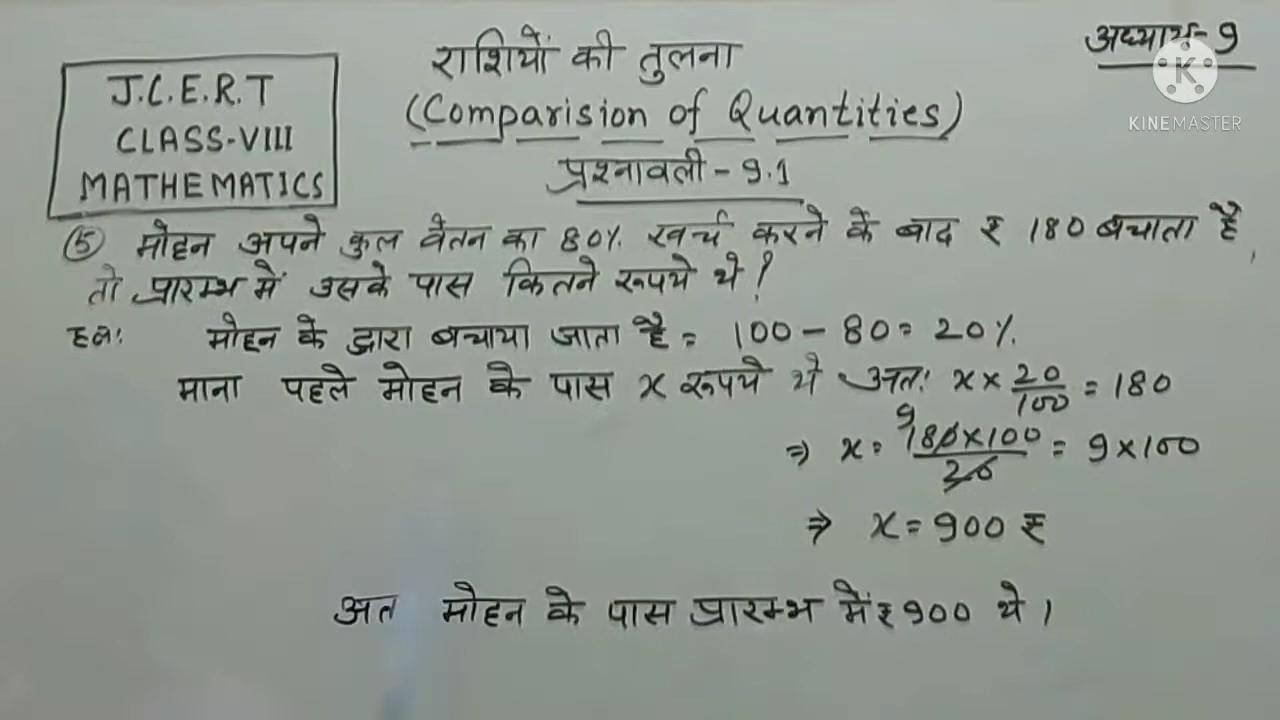 अध्याय-9
राशियों की तुलना
(Comparision of Quantities)
प्रश्नावली-9.1
J.C.E.R.T
CLASS-VIII
MATHEMATICS
K
KINEMASTER
⑤ मोहन अपने कुल वेतन का 80% खर्च करने के बाद ₹ 180 बचाता है,
तो प्रारम्भ में उसके पास कितने रूपये थे?
हल: मोहन के द्वारा बचाया जाता है = 100 - 80 = 20%.
माना पहले मोहन के पास x रूपये थे अत: x × 20/100 = 180
⇒ x = 180×100/20 = 9×100
9
⇒ x = 900 ₹
अत मोहन के पास प्रारम्भ में ₹ 900 थे।